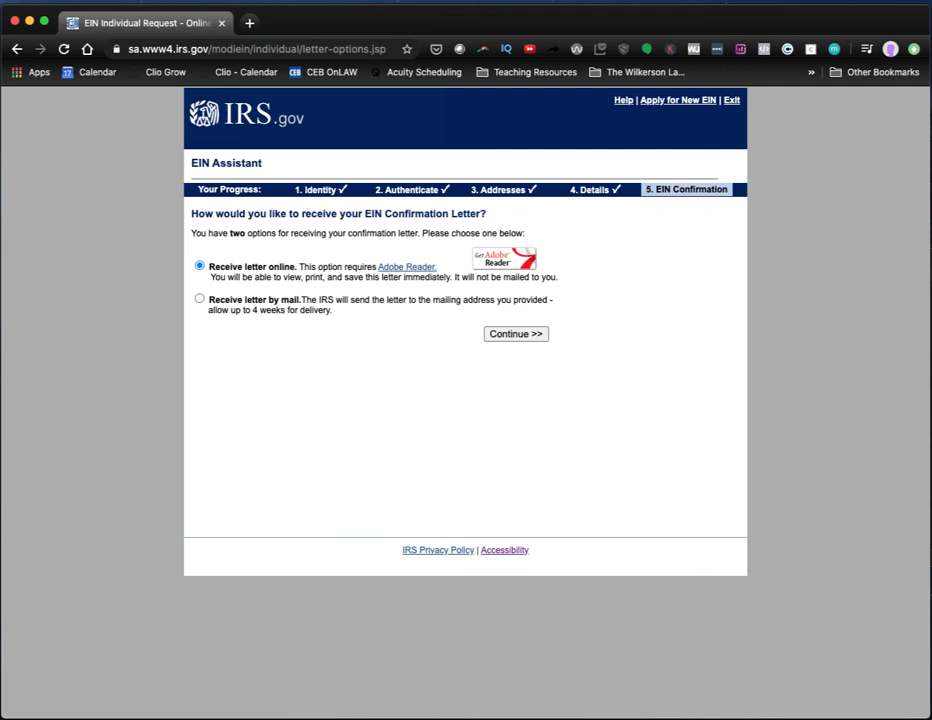 EIN Individual Request - Online
sa.www4.irs.gov/modiein/individual/letter-options.jsp
Apps Calendar Clio Grow Clio - Calendar CEB CEB OnLAW Acuity Scheduling Teaching Resources The Wilkerson La... » Other Bookmarks
IRS.gov
Help | Apply for New EIN | Exit
EIN Assistant
Your Progress: 1. Identity ✓ 2. Authenticate ✓ 3. Addresses ✓ 4. Details ✓ 5. EIN Confirmation
How would you like to receive your EIN Confirmation Letter?
You have two options for receiving your confirmation letter. Please choose one below:
Get Adobe Reader
Receive letter online. This option requires Adobe Reader.
You will be able to view, print, and save this letter immediately. It will not be mailed to you.
Receive letter by mail.The IRS will send the letter to the mailing address you provided -
allow up to 4 weeks for delivery.
Continue >>
IRS Privacy Policy | Accessibility